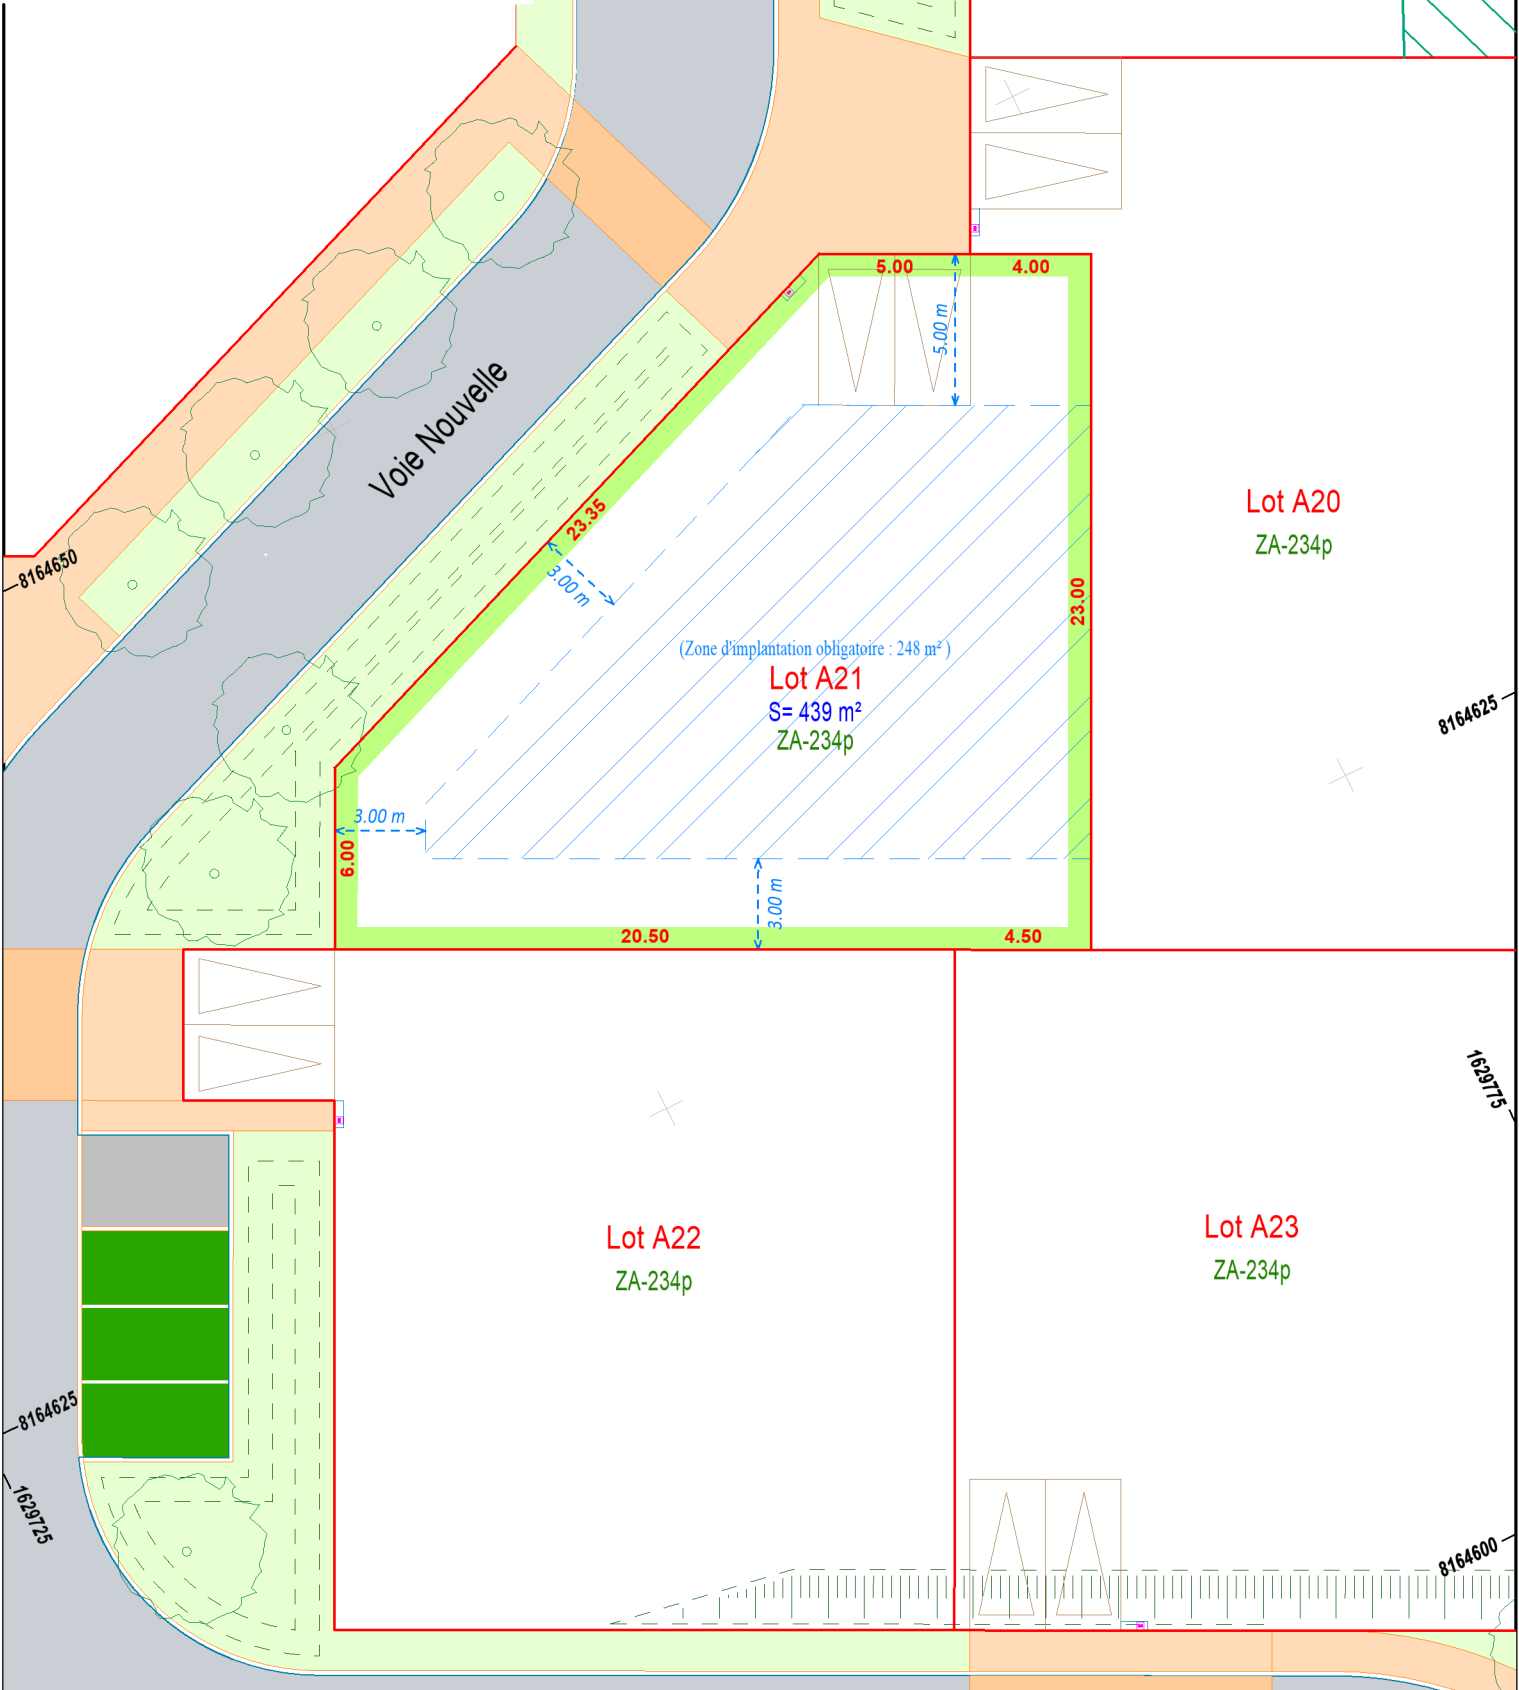 5.00
4.00
5.00 m
Voie Nouvelle
Lot A20
ZA-234p
23.35
8164650
3.00 m
23.00
(Zone d'implantation obligatoire : 248 m² )
Lot A21
S= 439 m²
ZA-234p
8164625
3.00 m
6.00
3.00 m
20.50
4.50
1629775
Lot A22
ZA-234p
Lot A23
ZA-234p
8164625
1629725
8164600